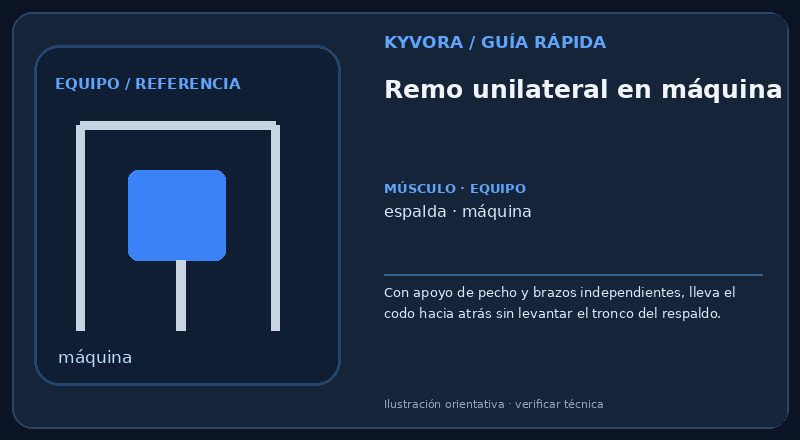 KYVORA / GUÍA RÁPIDA
EQUIPO / REFERENCIA
Remo unilateral en máquina
MÚSCULO · EQUIPO
espalda · máquina
Con apoyo de pecho y brazos independientes, lleva el
codo hacia atrás sin levantar el tronco del respaldo.
máquina
Ilustración orientativa · verificar técnica